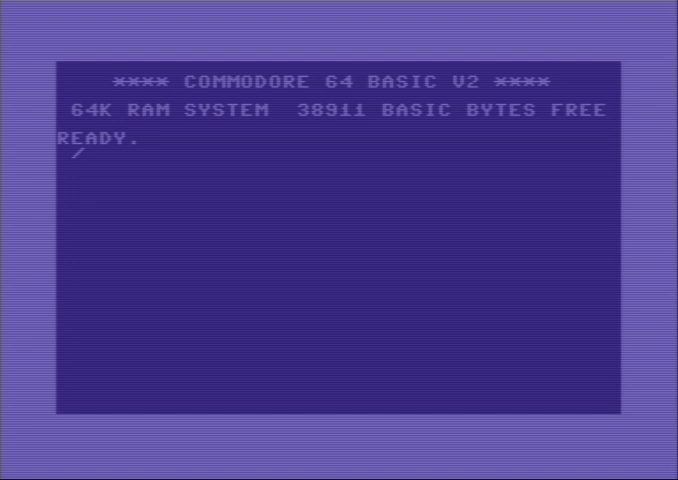 **** COMMODORE 64 BASIC V2 ****
64K RAM SYSTEM  38911 BASIC BYTES FREE
READY.
/